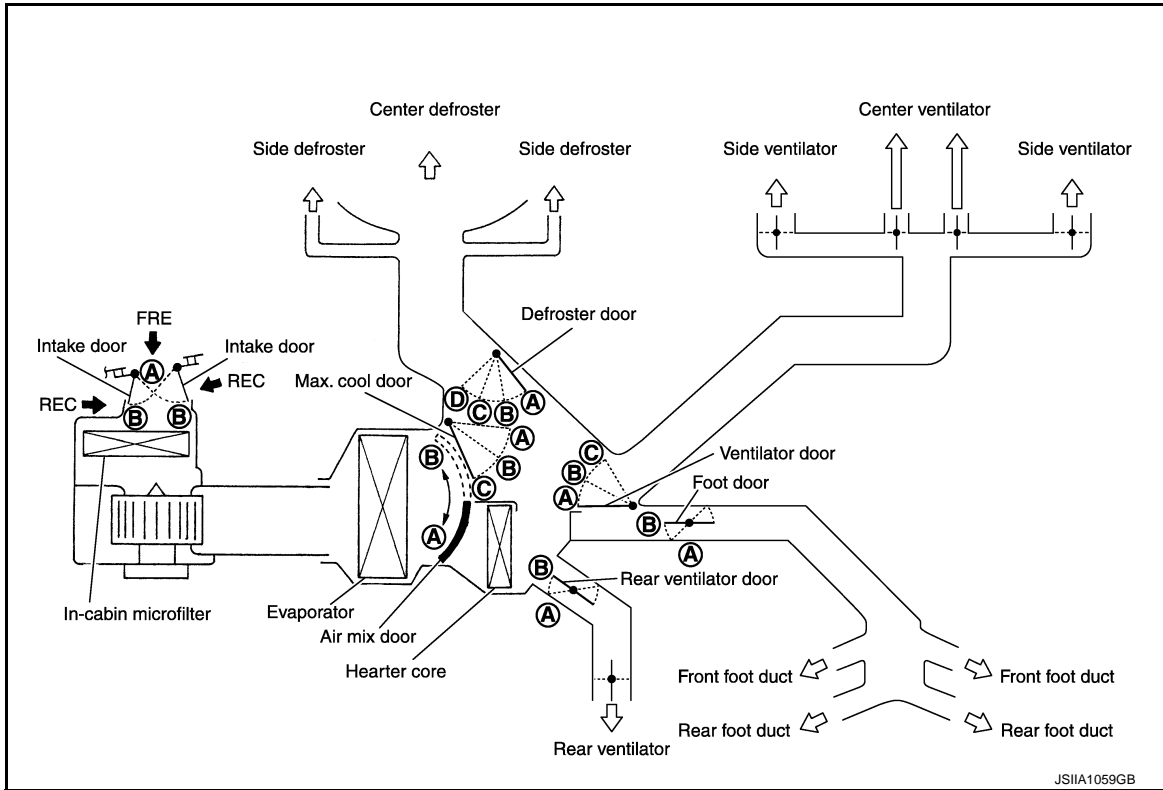 Center defroster
Center ventilator
Side defroster
Side defroster
Side ventilator
Side ventilator
Defroster door
FRE
Intake door
A
Intake door
Max. cool door
REC
REC
B
B
D
C
B
A
A
B
C
B
A
C
B
A
Ventilator door
Foot door
B
A
B
Rear ventilator door
A
In-cabin microfilter
Evaporator
Air mix door
Hearter core
Front foot duct
Front foot duct
Rear foot duct
Rear foot duct
Rear ventilator
JSIIA1059GB